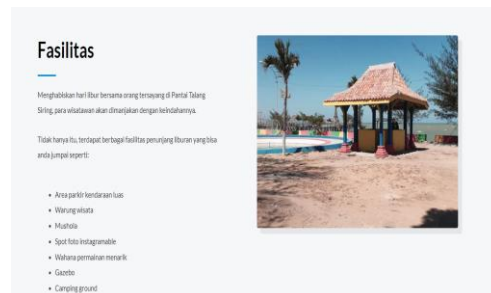 Fasilitas
Menghabiskan hari libur bersama orang tersayang di Pantai Talang
Siring, para wisatawan akan dimanjakan dengan keindahannya.
Tidak hanya itu, terdapat berbagai fasilitas penunjang liburan yang bisa
anda jumpai seperti:
• Area parkir kendaraan luas
• Warung wisata
• Mushola
• Spot foto instagramable
• Wahana permainan menarik
• Gazebo
• Camping ground